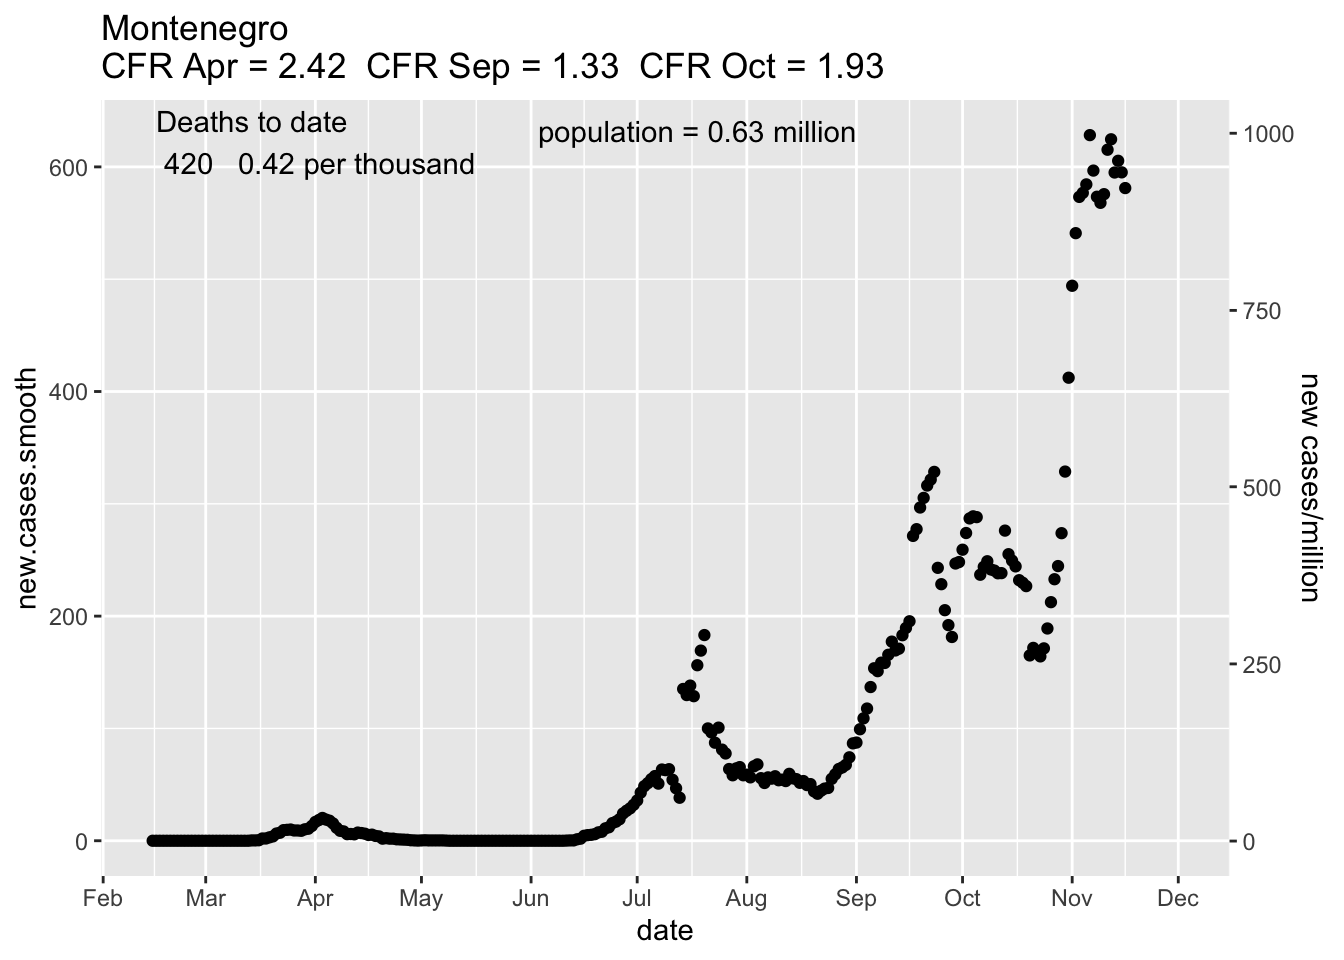 Montenegro
CFR Apr = 2.42  CFR Sep = 1.33  CFR Oct = 1.93
Deaths to date
420   0.42 per thousand
population = 0.63 million
new.cases.smooth
600
400
200
0
1000
750
500
250
0
new cases/million
Feb Mar Apr May Jun Jul Aug Sep Oct Nov Dec
date